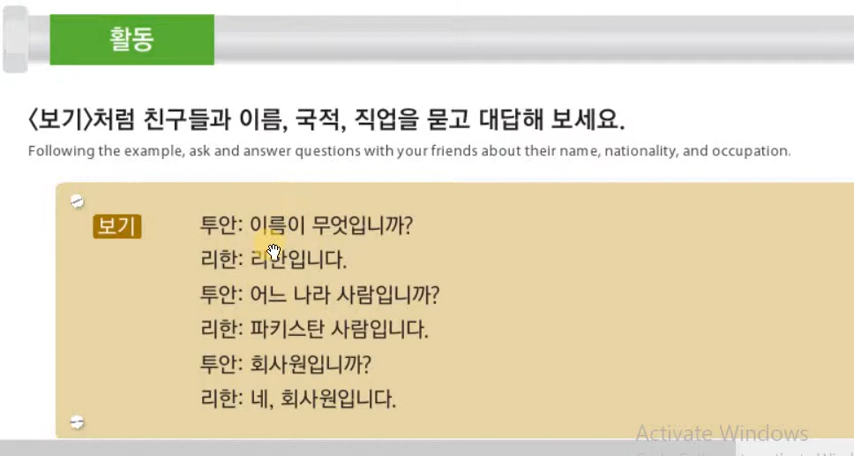 활동
<보기>처럼 친구들과 이름, 국적, 직업을 묻고 대답해 보세요.
Following the example, ask and answer questions with your friends about their name, nationality, and occupation.
보기
투안: 이름이 무엇입니까?
리한: 리한입니다.
투안: 어느 나라 사람입니까?
리한: 파키스탄 사람입니다.
투안: 회사원입니까?
리한: 네, 회사원입니다.
Activate Windows